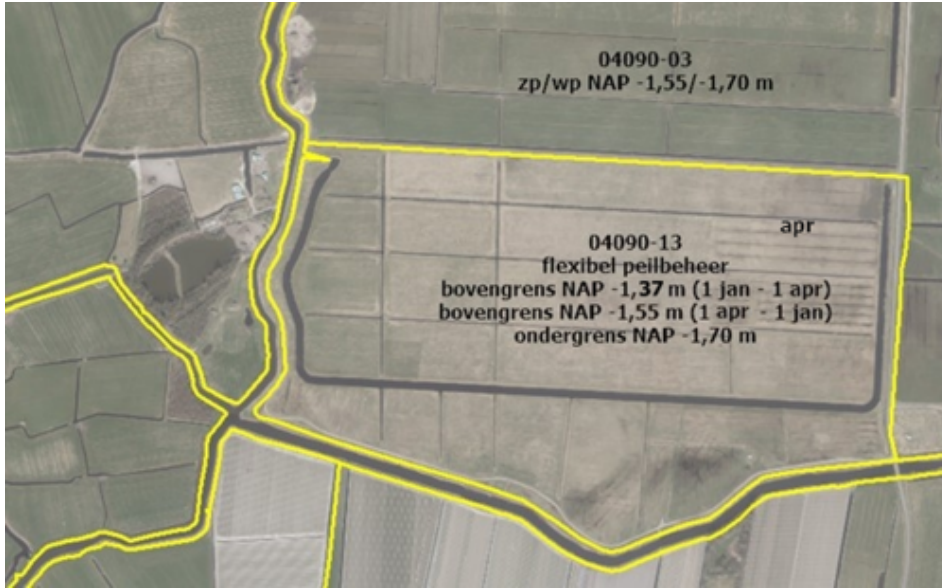 04090-03
zp/wp NAP -1,55/-1,70 m
apr
04090-13
flexibel peilbeheer
bovengrens NAP -1,37 m (1 jan - 1 apr)
bovengrens NAP -1,55 m (1 apr - 1 jan)
ondergrens NAP -1,70 m